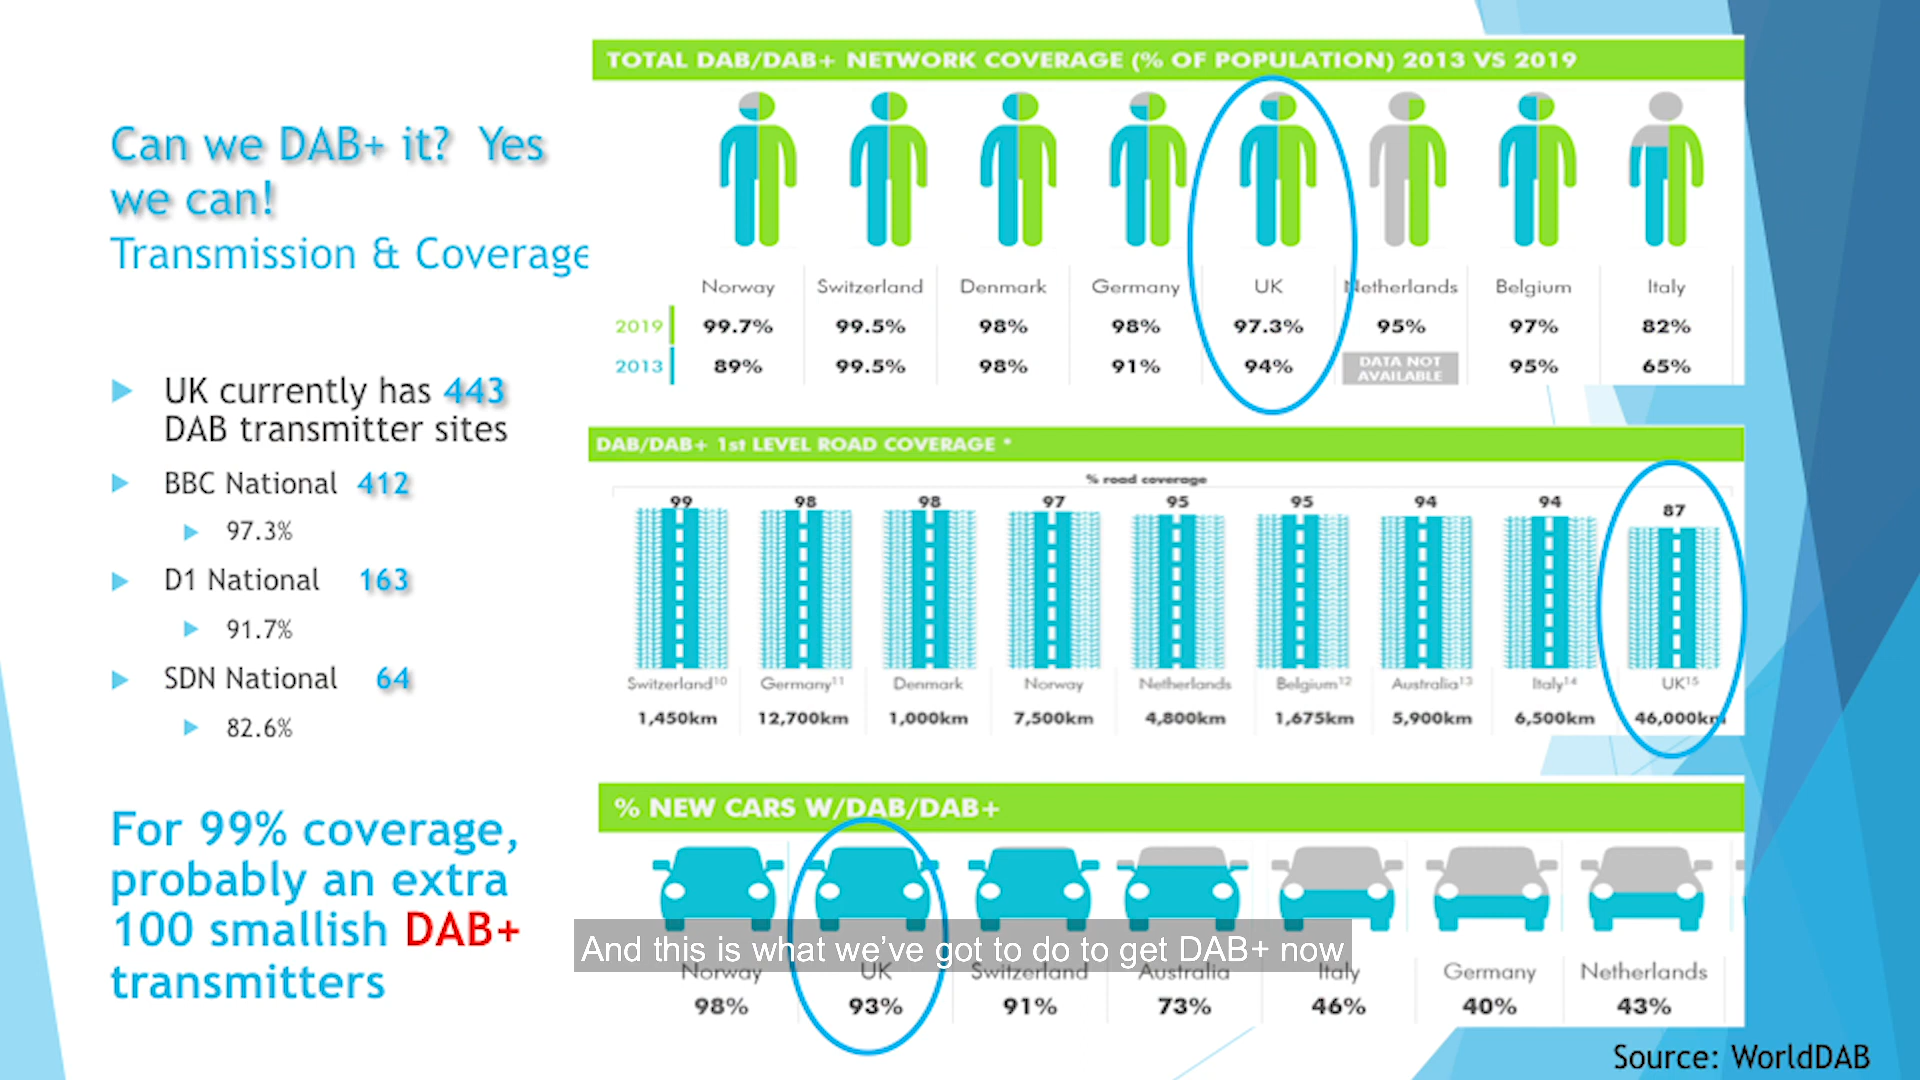 Can we DAB+ it? Yes
we can!
Transmission & Coverage
UK currently has 443
DAB transmitter sites
BBC National 412
97.3%
D1 National 163
91.7%
SDN National 64
82.6%
For 99% coverage,
probably an extra
100 smallish DAB+
transmitters
TOTAL DAB/DAB+ NETWORK COVERAGE (% OF POPULATION) 2013 VS 2019
Norway Switzerland Denmark Germany UK Netherlands Belgium Italy
2019 99.7% 99.5% 98% 98% 97.3% 95% 97% 82%
2013 89% 99.5% 98% 91% 94% DATA NOT AVAILABLE 95% 65%
DAB/DAB+ 1st LEVEL ROAD COVERAGE *
% road coverage
99 98 98 97 95 95 94 94 87
Switzerland10 Germany11 Denmark Norway Netherlands Belgium12 Australia13 Italy14 UK15
1,450km 12,700km 1,000km 7,500km 4,800km 1,675km 5,900km 6,500km 46,000km
% NEW CARS W/DAB/DAB+
And this is what we've got to do to get DAB+ now
Norway UK Switzerland Australia Italy Germany Netherlands
98% 93% 91% 73% 46% 40% 43%
Source: WorldDAB